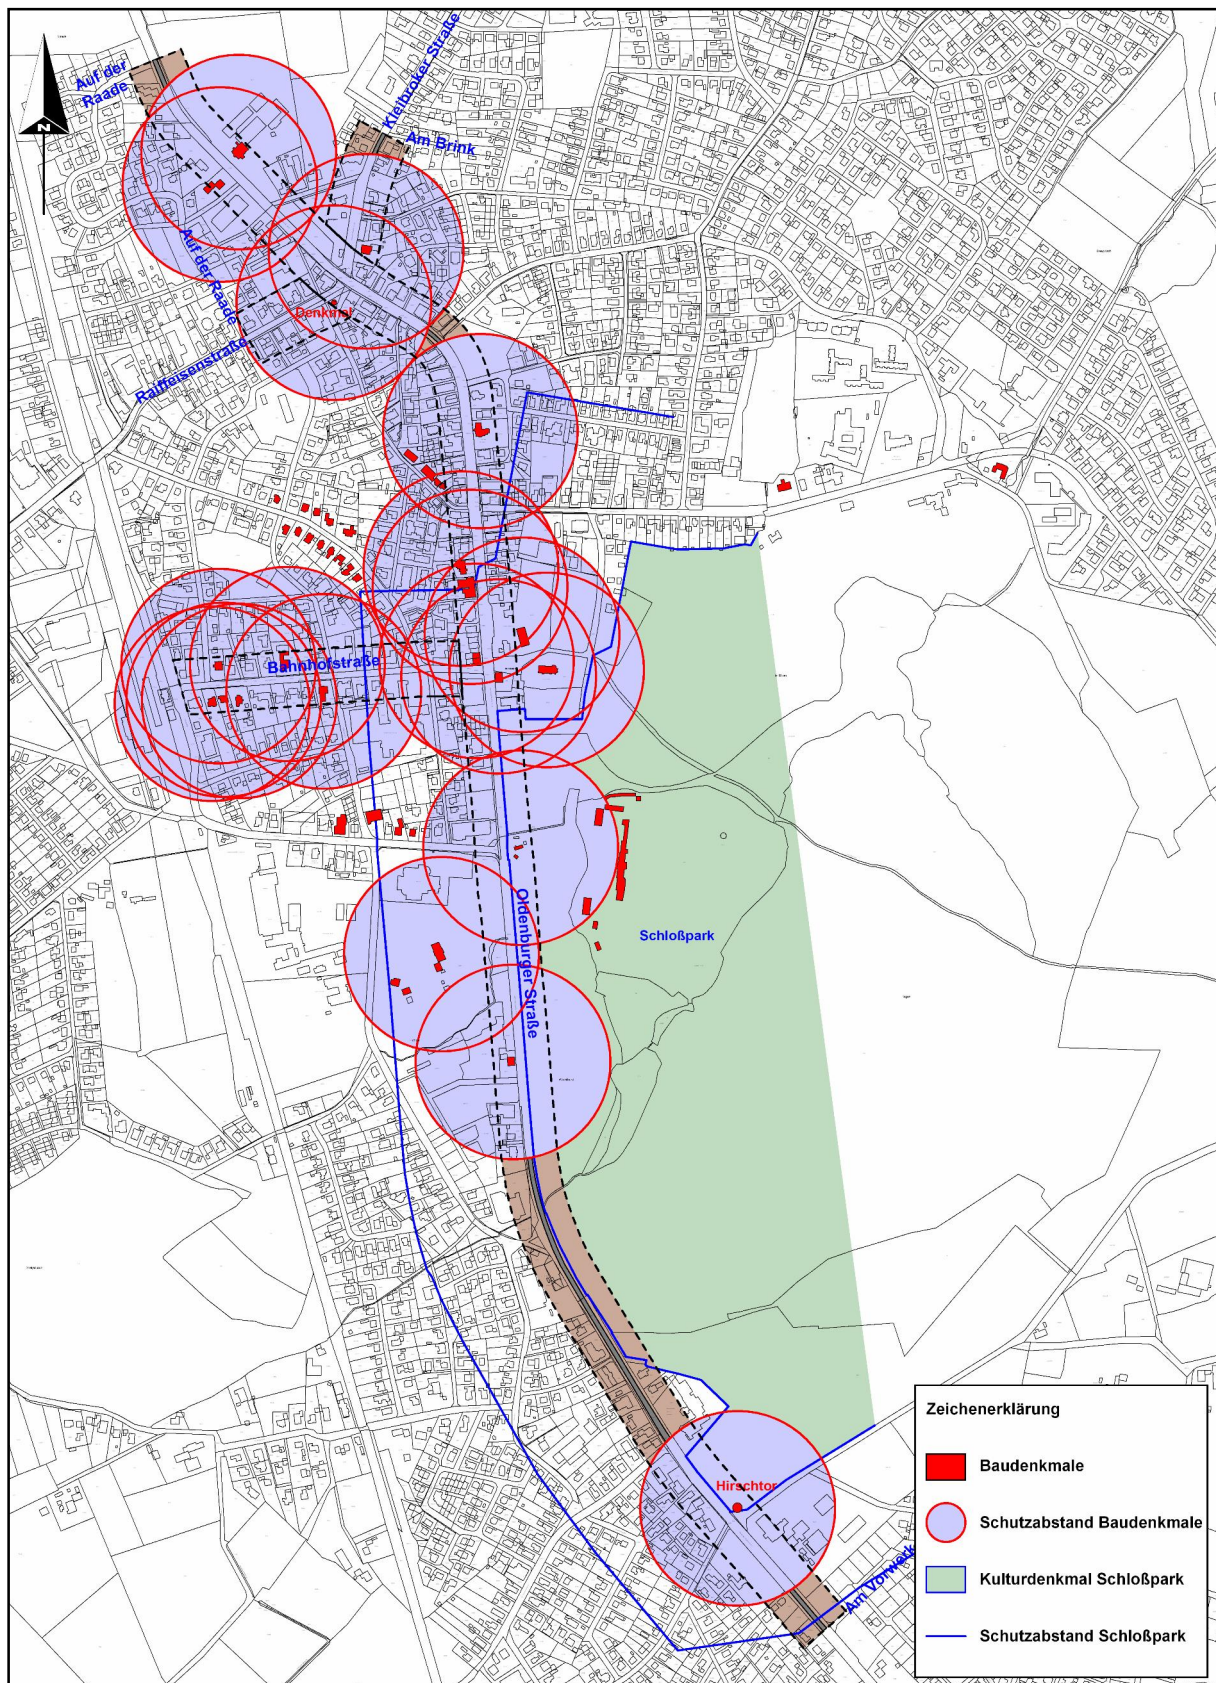 Auf der
Raade
Kleibroker Straße
Am Brink
N
Auf der Raade
Denkmal
Raiffeisenstraße
Bahnhofstraße
Oldenburger Straße
Schloßpark
Hirschtor
Am Vorwerk
Zeichenerklärung
Baudenkmale
Schutzabstand Baudenkmale
Kulturdenkmal Schloßpark
Schutzabstand Schloßpark